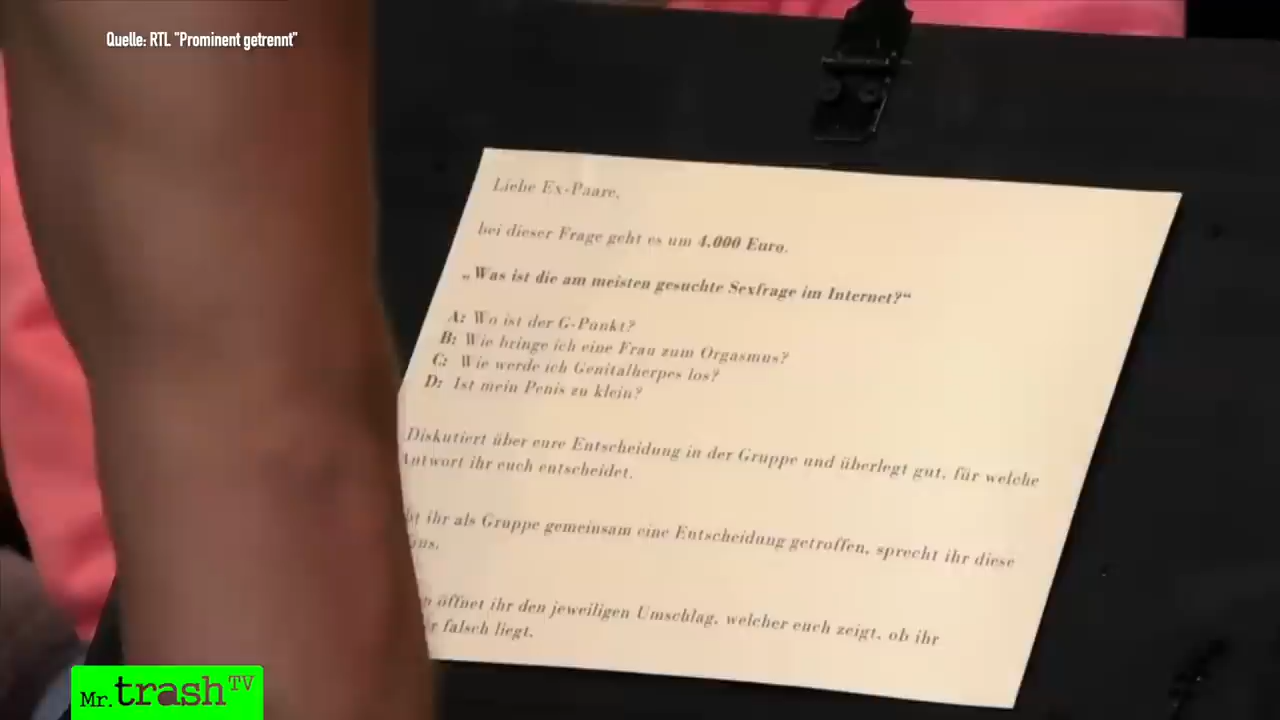 Quelle: RTL "Prominent getrennt"
Liebe Ex-Paare,
bei dieser Frage geht es um 4.000 Euro.
„Was ist die am meisten gesuchte Sexfrage im Internet?“
A: Wo ist der G-Punkt?
B: Wie bringe ich eine Frau zum Orgasmus?
C: Wie werde ich Genitalherpes los?
D: Ist mein Penis zu klein?
Diskutiert über eure Entscheidung in der Gruppe und überlegt gut, für welche
Antwort ihr euch entscheidet.
ihr als Gruppe gemeinsam eine Entscheidung getroffen, sprecht ihr diese
öffnet ihr den jeweiligen Umschlag, welcher euch zeigt, ob ihr
falsch liegt.
Mr. trash TV